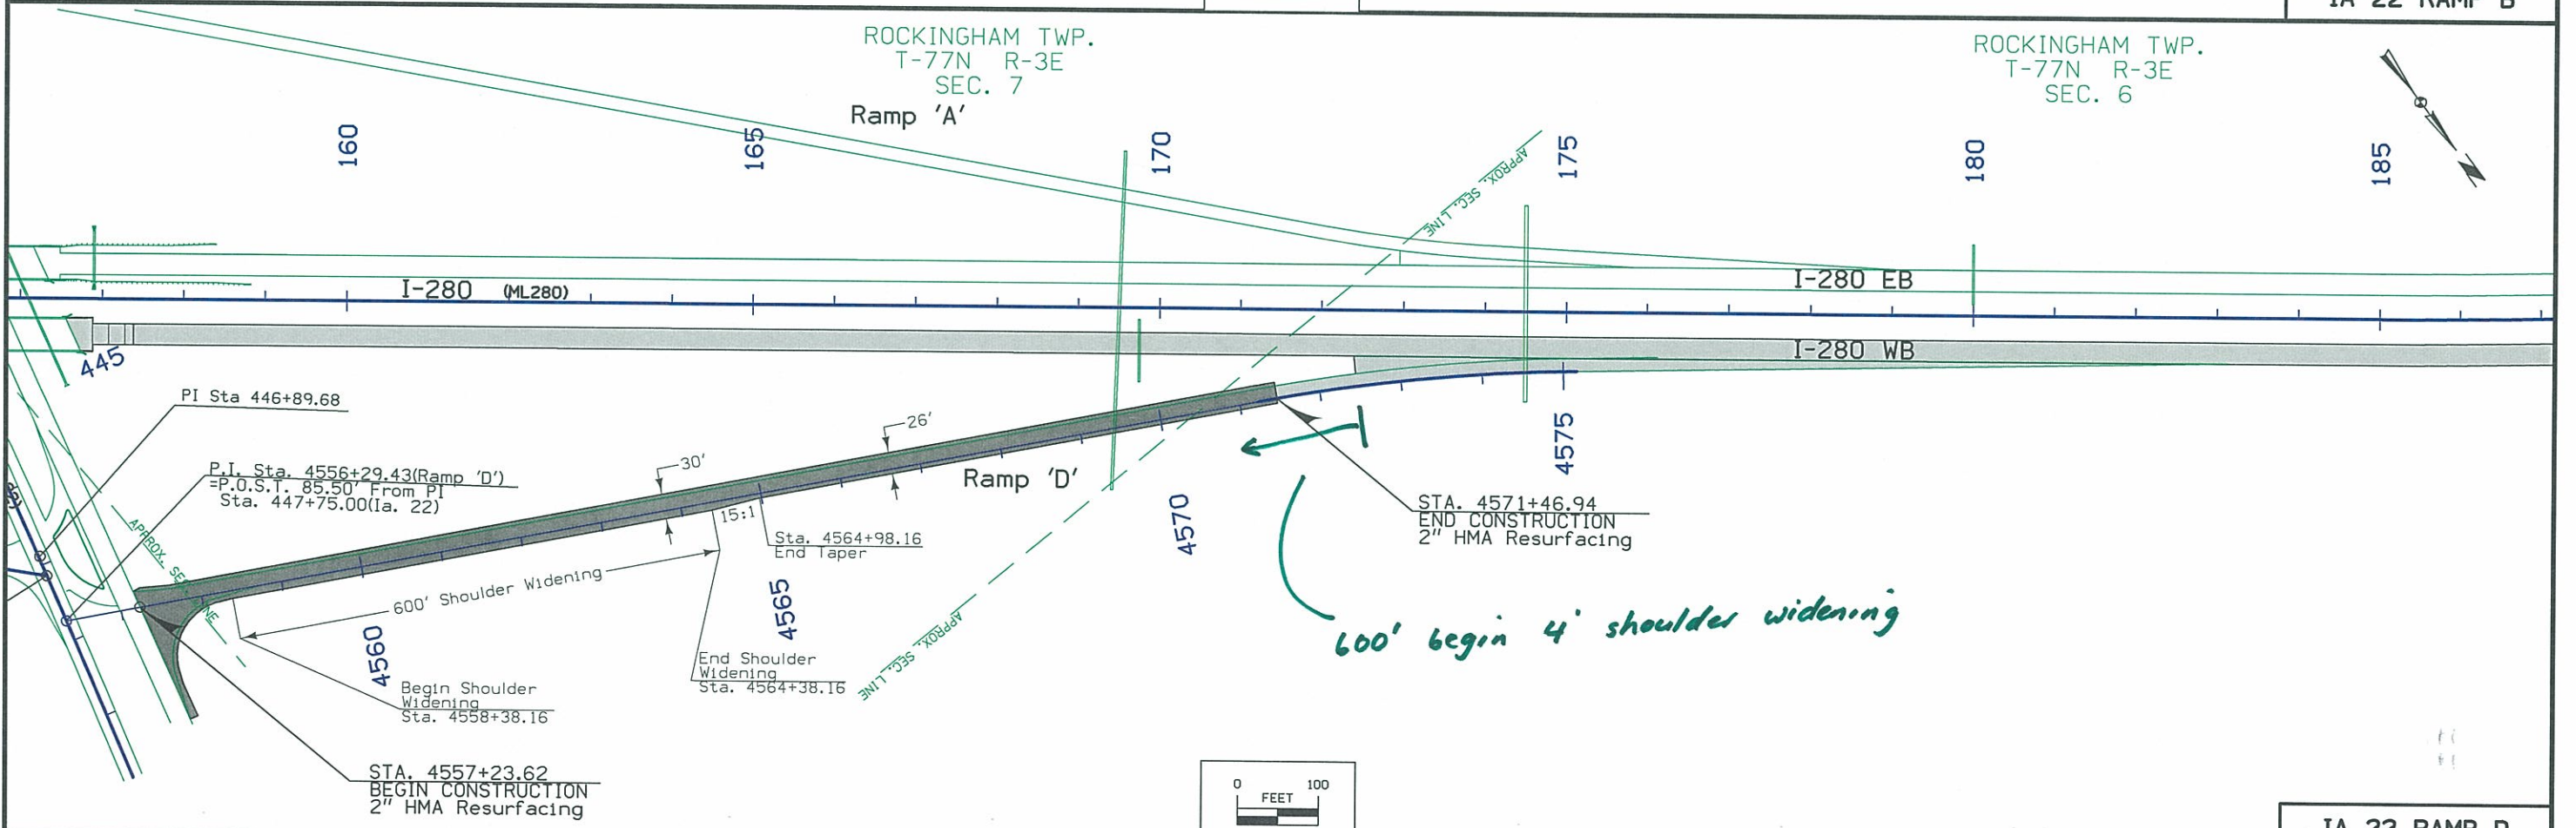 IA 22 RAMP B
ROCKINGHAM TWP.
T-77N R-3E
SEC. 7
ROCKINGHAM TWP.
T-77N R-3E
SEC. 6
Ramp 'A'
160
165
170
175
180
185
N
APPROX. SEC. LINE
I-280 (ML280)
I-280 EB
I-280 WB
445
PI Sta 446+89.68
P.I. Sta. 4556+29.43(Ramp 'D')
=P.O.S.T. 85.50' From PI
Sta. 447+75.00(Ia. 22)
APPROX. SEC. LINE
30'
26'
15:1
Ramp 'D'
Sta. 4564+98.16
End Taper
600' Shoulder Widening
4560
4565
4570
4575
STA. 4571+46.94
END CONSTRUCTION
2" HMA Resurfacing
600' begin 4' shoulder widening
APPROX. SEC. LINE
End Shoulder
Widening
Sta. 4564+38.16
Begin Shoulder
Widening
Sta. 4558+38.16
STA. 4557+23.62
BEGIN CONSTRUCTION
2" HMA Resurfacing
0 100
FEET